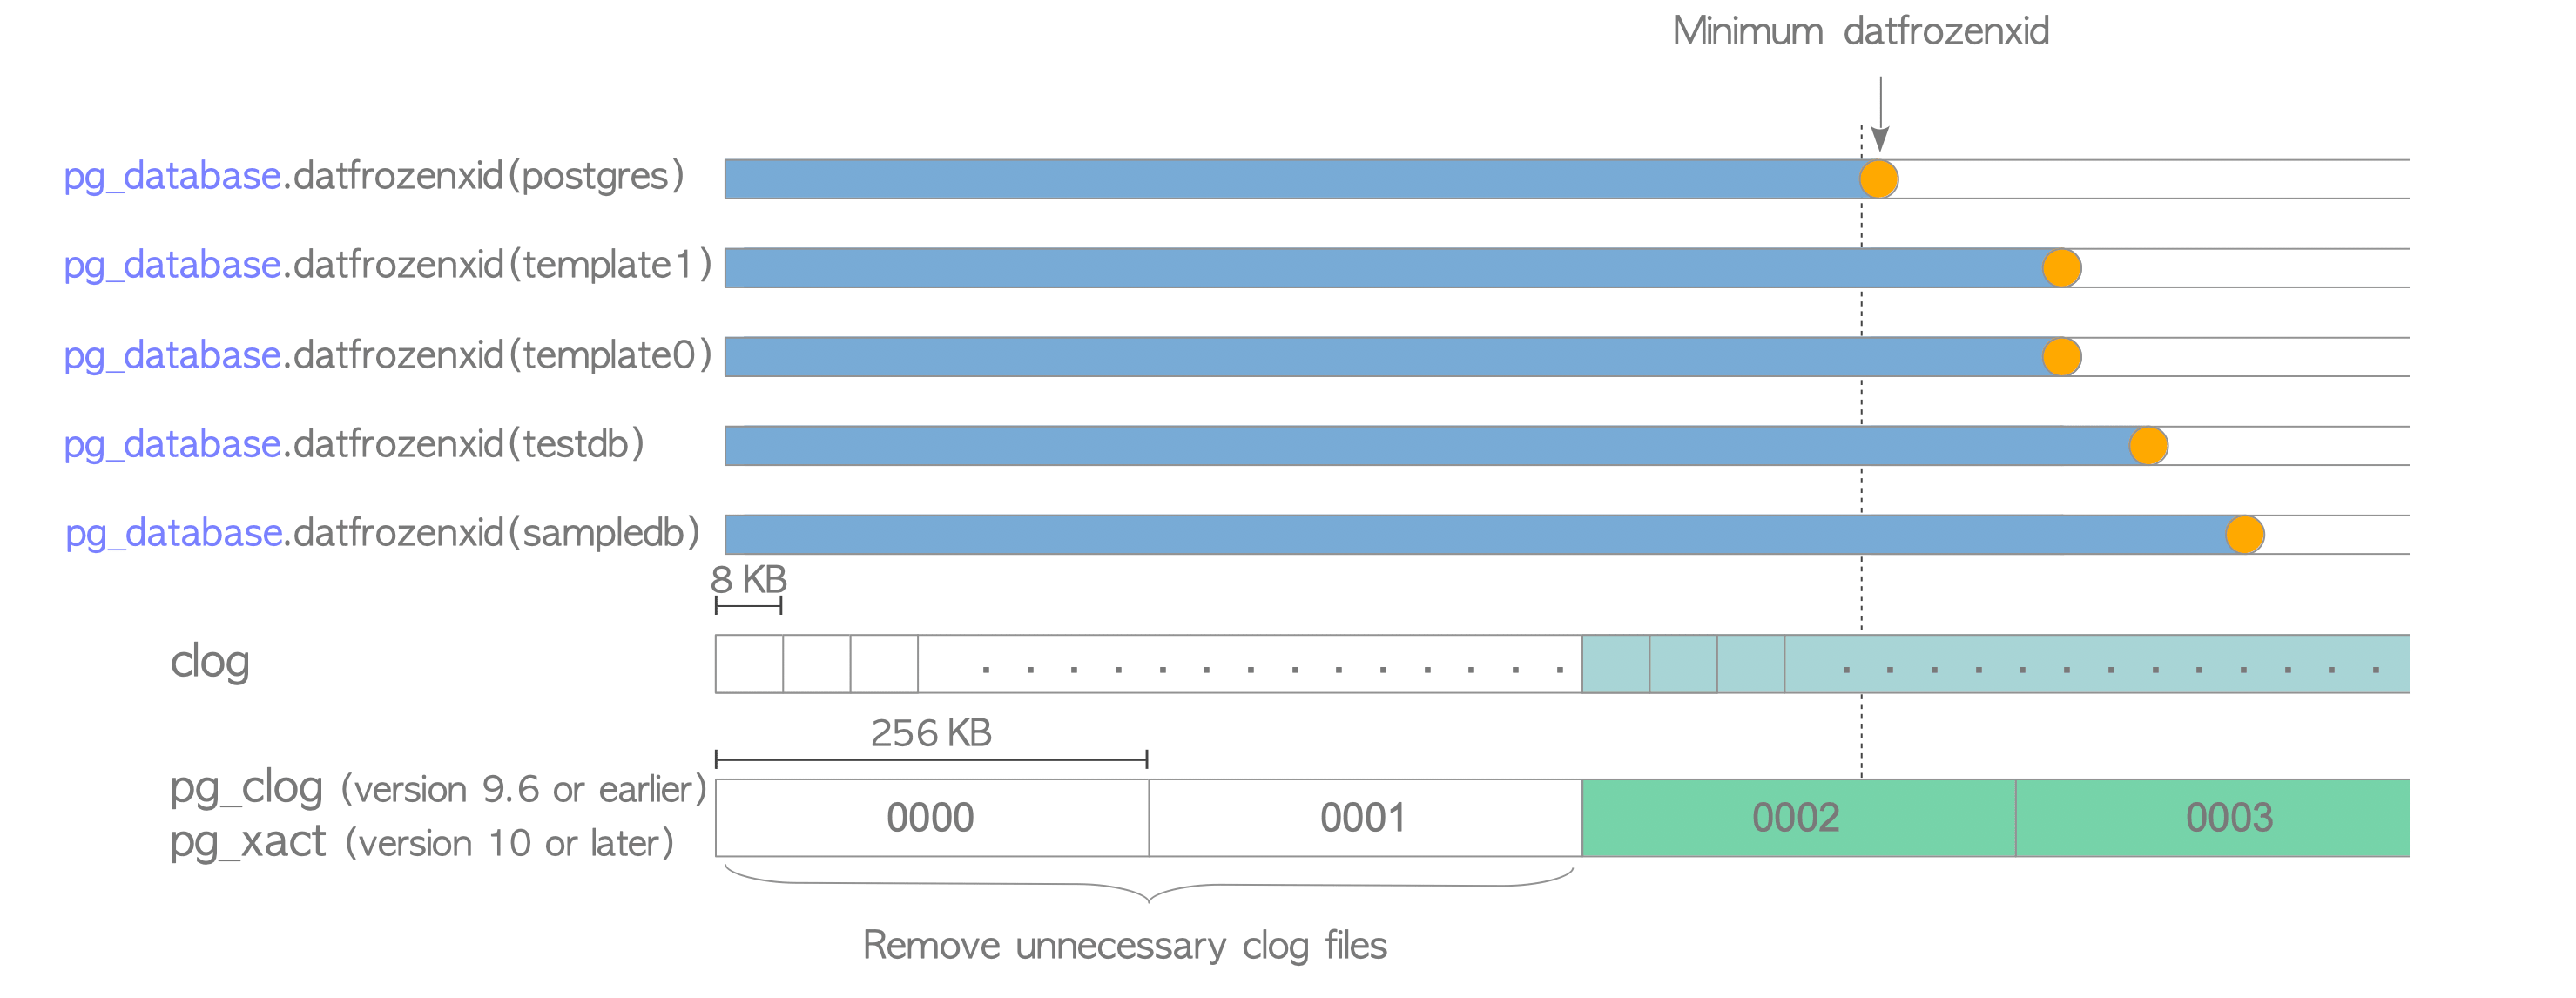 Minimum datfrozenxid
pg_database.datfrozenxid(postgres)
pg_database.datfrozenxid(template1)
pg_database.datfrozenxid(template0)
pg_database.datfrozenxid(testdb)
pg_database.datfrozenxid(sampledb)
8 KB
clog
256 KB
pg_clog (version 9.6 or earlier)
pg_xact (version 10 or later)
0000 0001 0002 0003
Remove unnecessary clog files